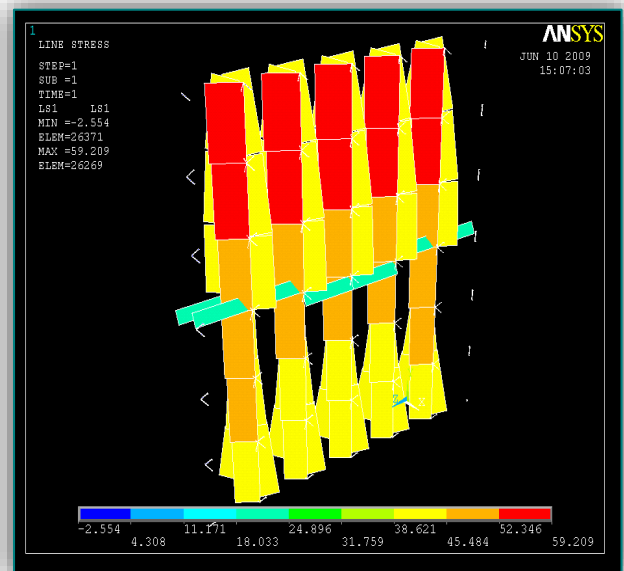 1
LINE STRESS
STEP=1
SUB =1
TIME=1
LS1 LS1
MIN =-2.554
ELEM=26371
MAX =59.209
ELEM=26269
ANSYS
JUN 10 2009
15:07:03
Z X
-2.554 11.171 24.896 38.621 52.346
4.308 18.033 31.759 45.484 59.209